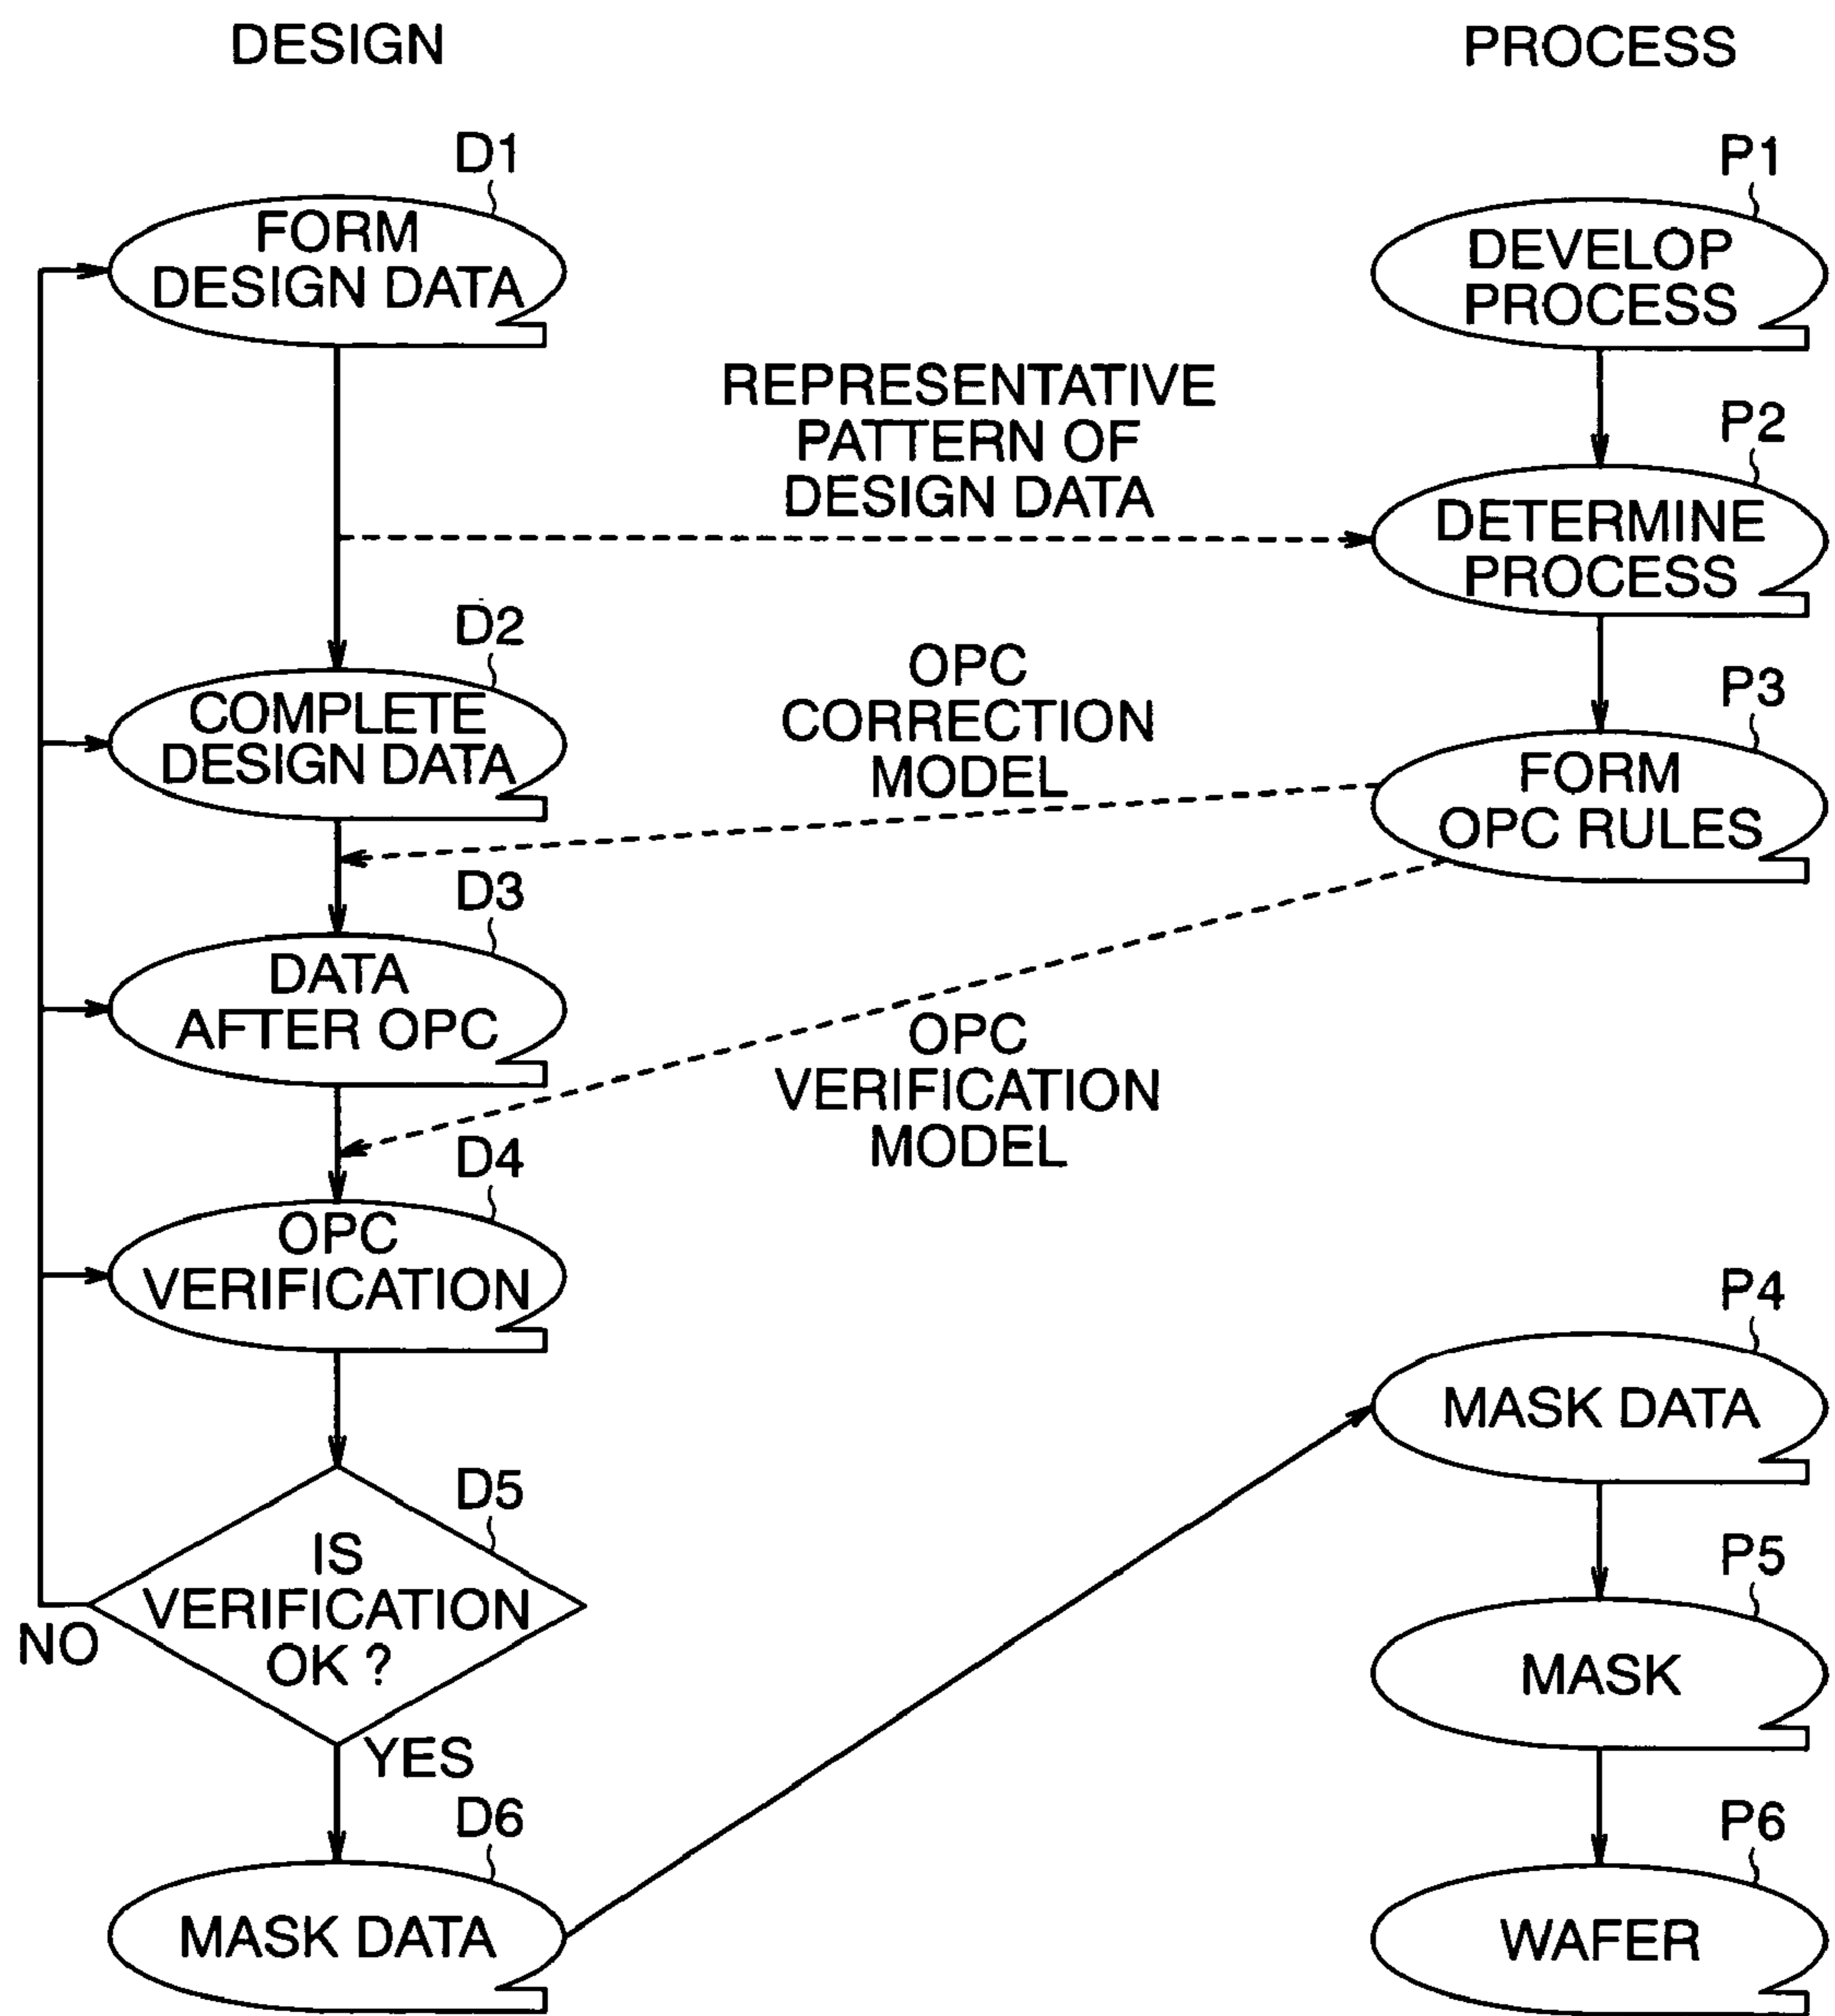 DESIGN
PROCESS
D1
FORM
DESIGN DATA
P1
DEVELOP
PROCESS
REPRESENTATIVE
PATTERN OF
DESIGN DATA
P2
DETERMINE
PROCESS
D2
COMPLETE
DESIGN DATA
OPC
CORRECTION
MODEL
P3
FORM
OPC RULES
D3
DATA
AFTER OPC
OPC
VERIFICATION
MODEL
D4
OPC
VERIFICATION
P4
MASK DATA
D5
IS
VERIFICATION
OK ?
NO
YES
P5
MASK
D6
MASK DATA
P6
WAFER